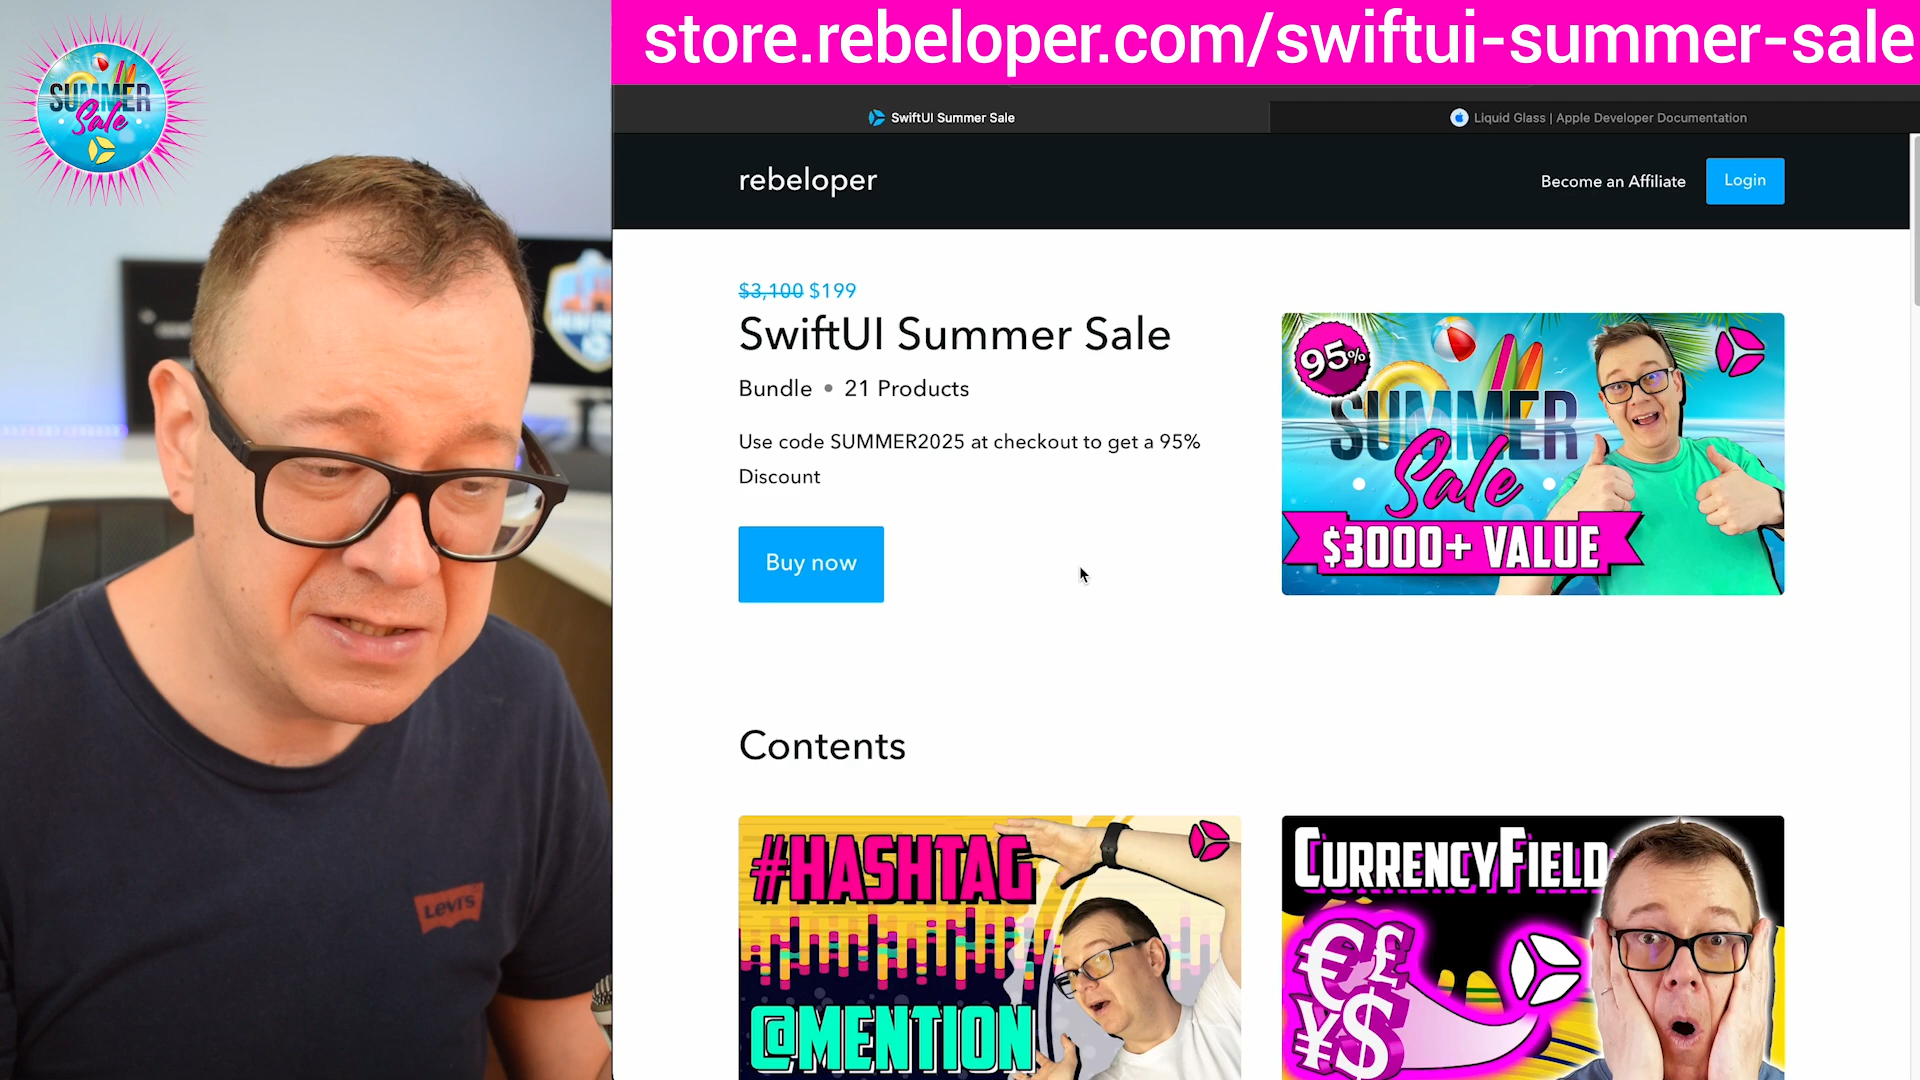 store.rebeloper.com/swiftui-summer-sale
SUMMER
Sale
SwiftUI Summer Sale
Liquid Glass | Apple Developer Documentation
rebeloper
Become an Affiliate
Login
$3,100 $199
SwiftUI Summer Sale
Bundle • 21 Products
Use code SUMMER2025 at checkout to get a 95%
Discount
Buy now
95%
SUMMER
Sale
$3000+ VALUE
Contents
#HASHTAG
@MENTION
CURRENCYFIELD
€£
¥$
LEVI'S